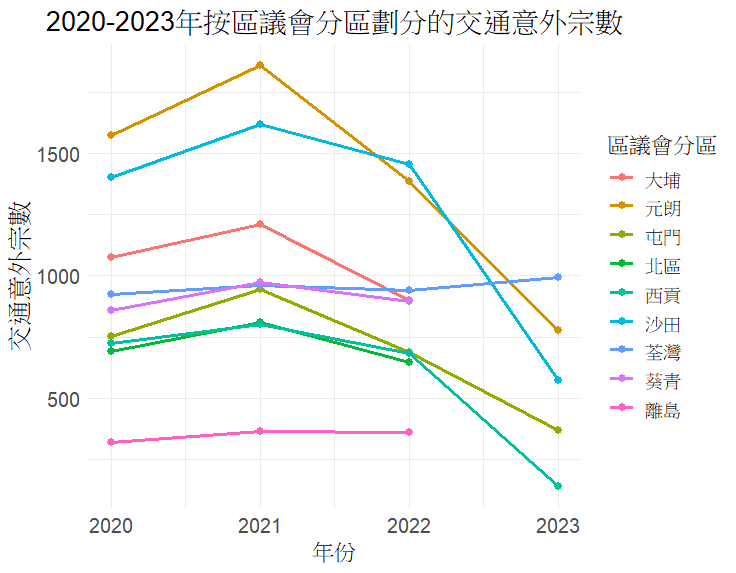 2020-2023年按區議會分區劃分的交通意外宗數
交通意外宗數
1500
1000
500
2020
2021
2022
2023
年份
區議會分區
大埔
元朗
屯門
北區
西貢
沙田
荃灣
葵青
離島